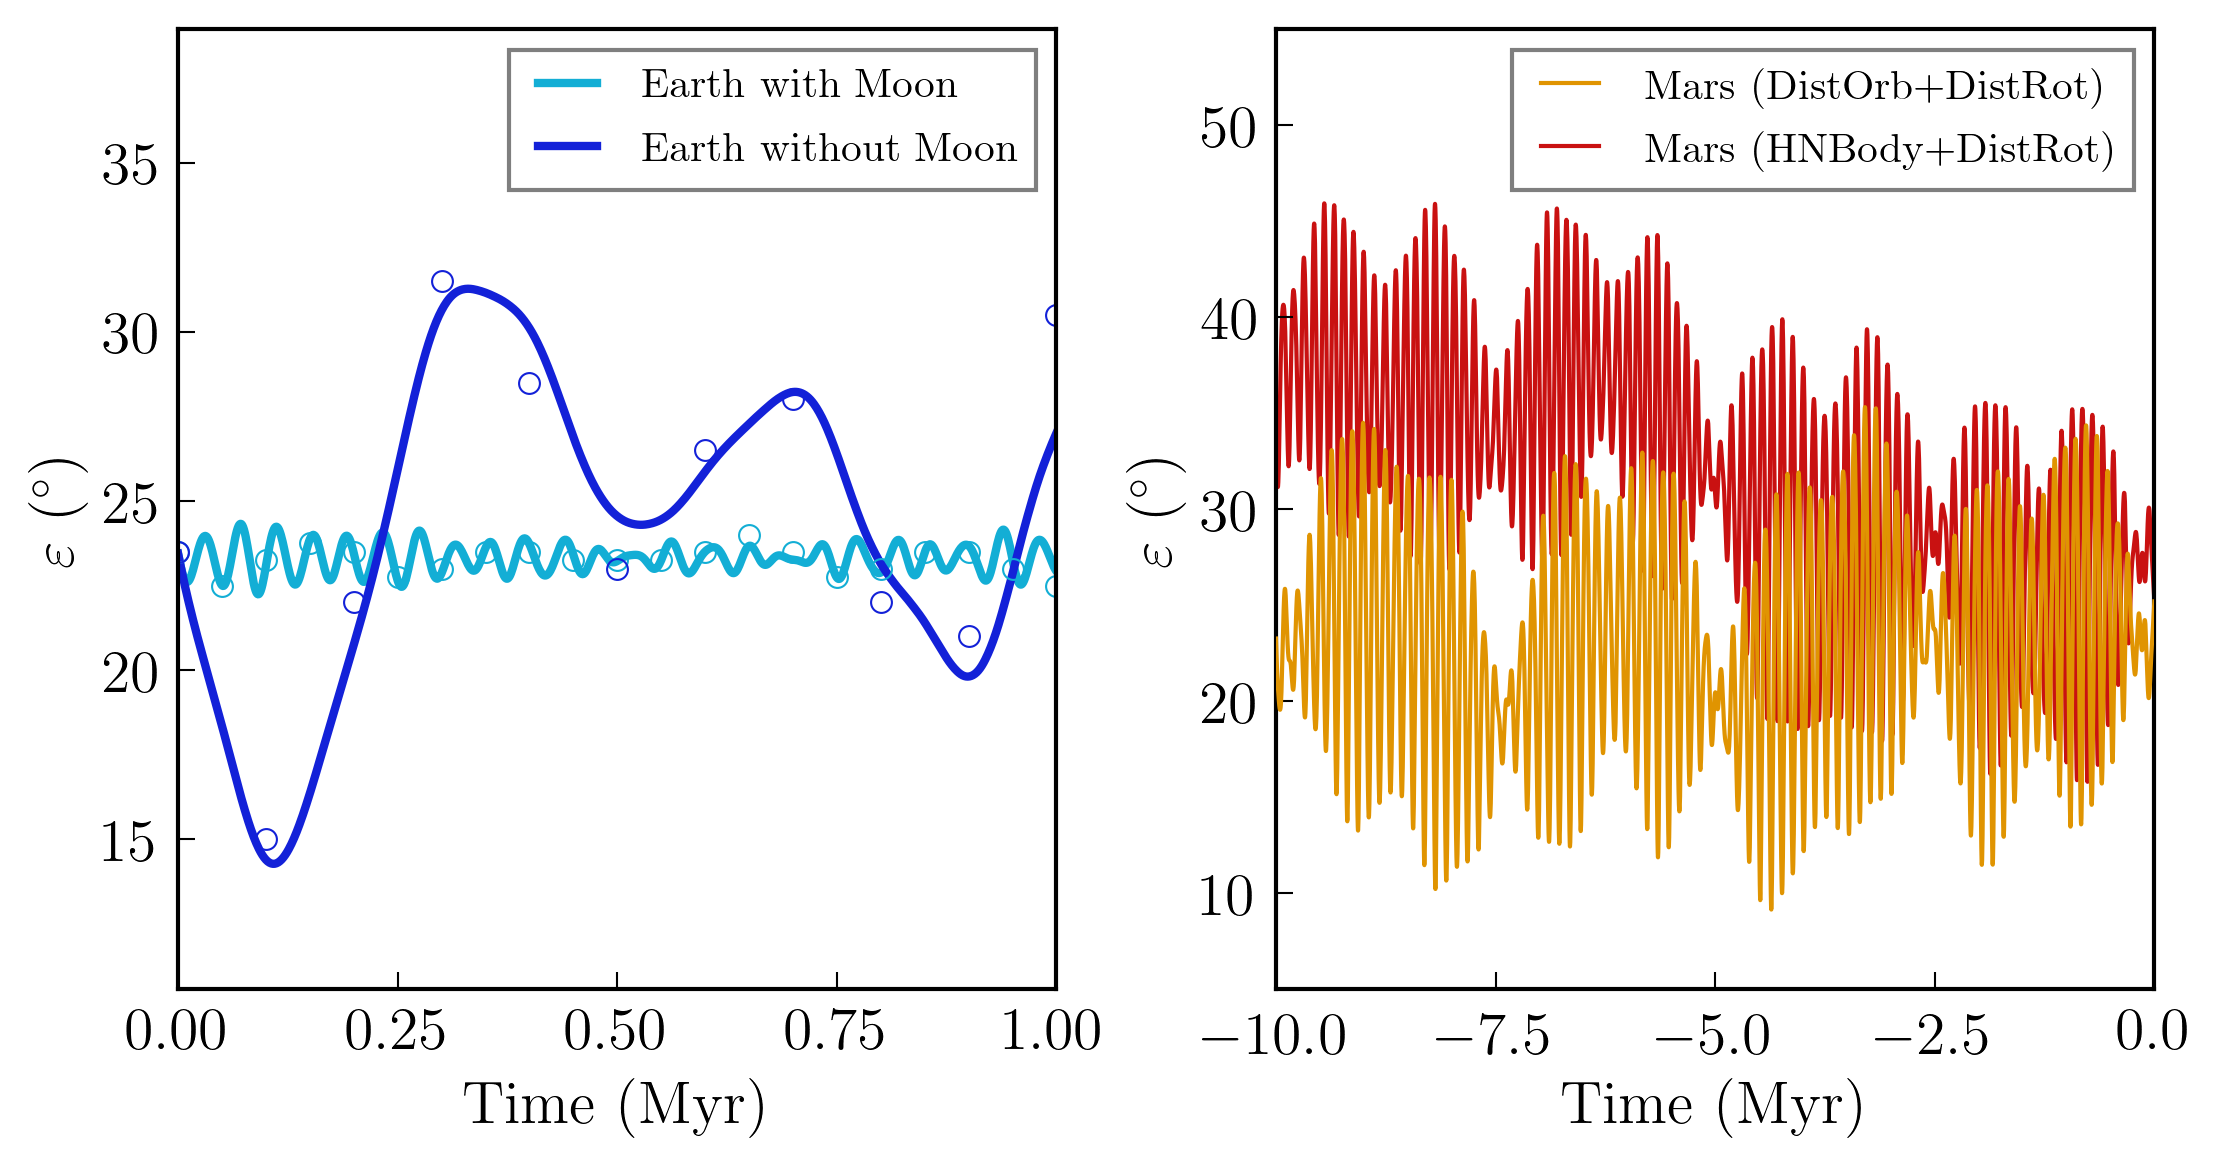 Earth with Moon
Earth without Moon
35
30
25
20
15
ε (°)
0.00 0.25 0.50 0.75 1.00
Time (Myr)
Mars (DistOrb+DistRot)
Mars (HNBody+DistRot)
50
40
30
20
10
ε (°)
−10.0 −7.5 −5.0 −2.5 0.0
Time (Myr)